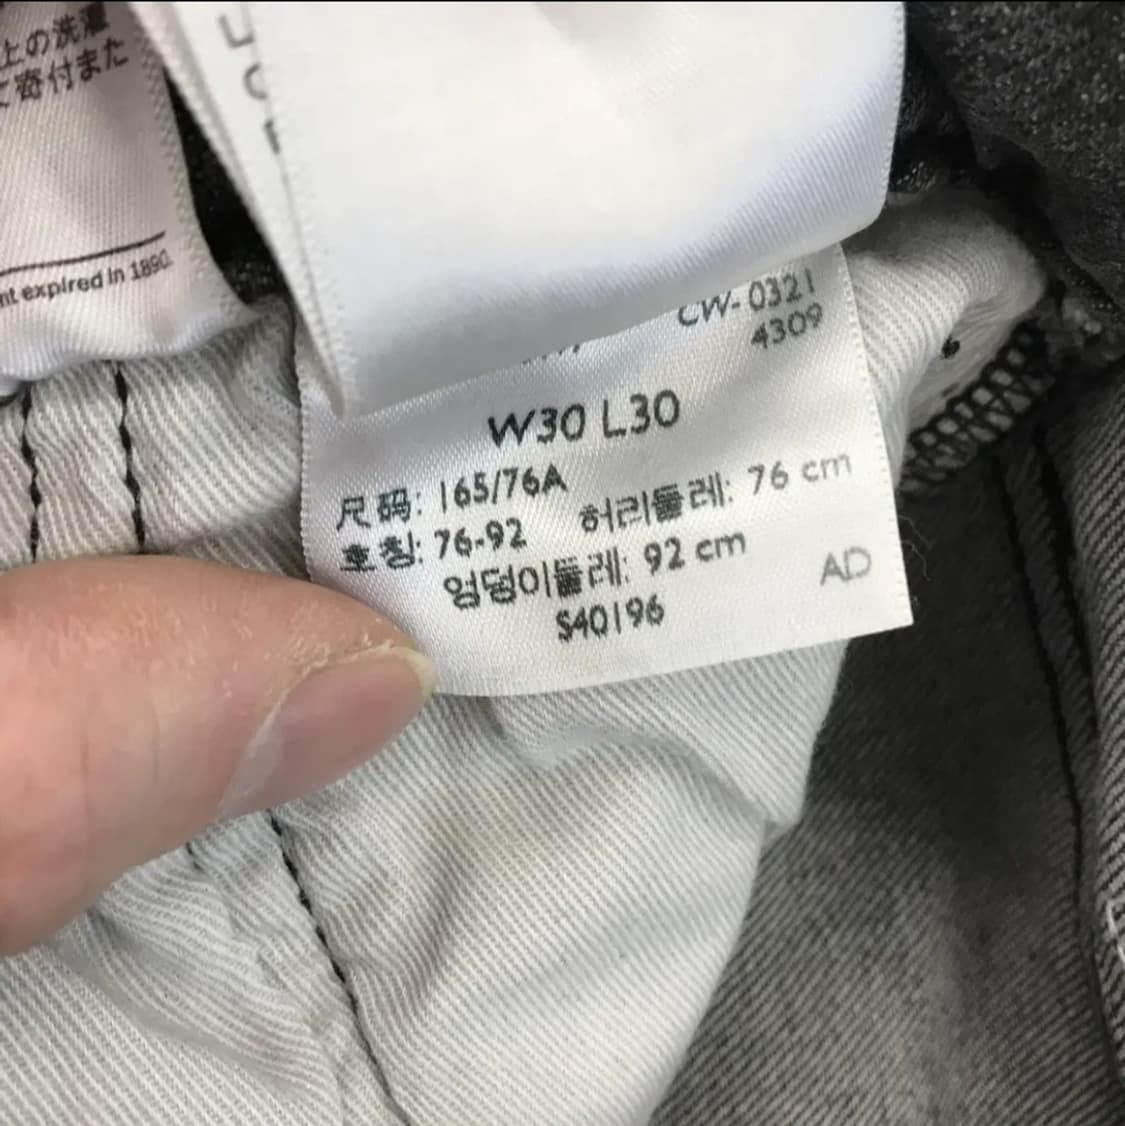 上の洗濯
寄付また
nt expired in 1890.
CW-0321
4309
W30 L30
尺码: 165/76A
호칭: 76-92 허리둘레: 76 cm
엉덩이둘레: 92 cm
AD
S40196